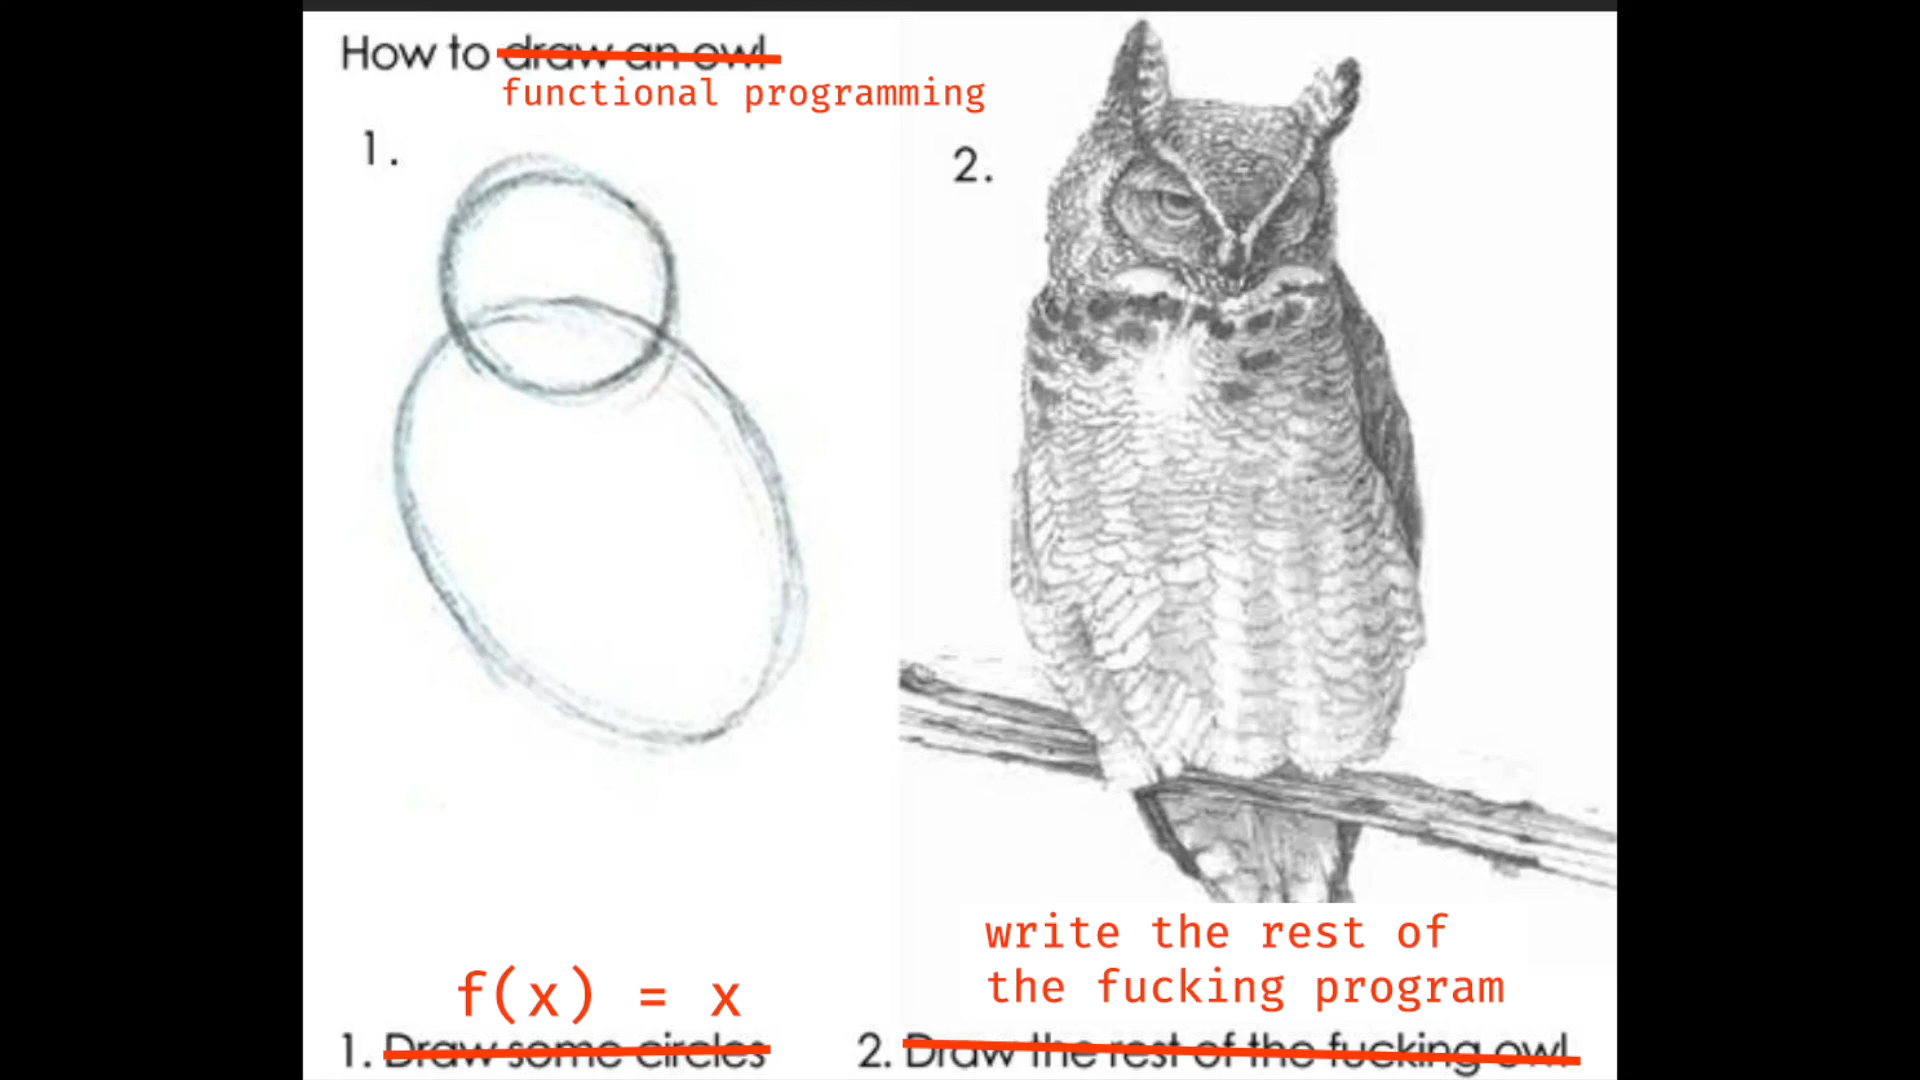 How to draw an owl
functional programming
1.
2.
f(x) = x
write the rest of
the fucking program
1. Draw some circles
2. Draw the rest of the fucking owl